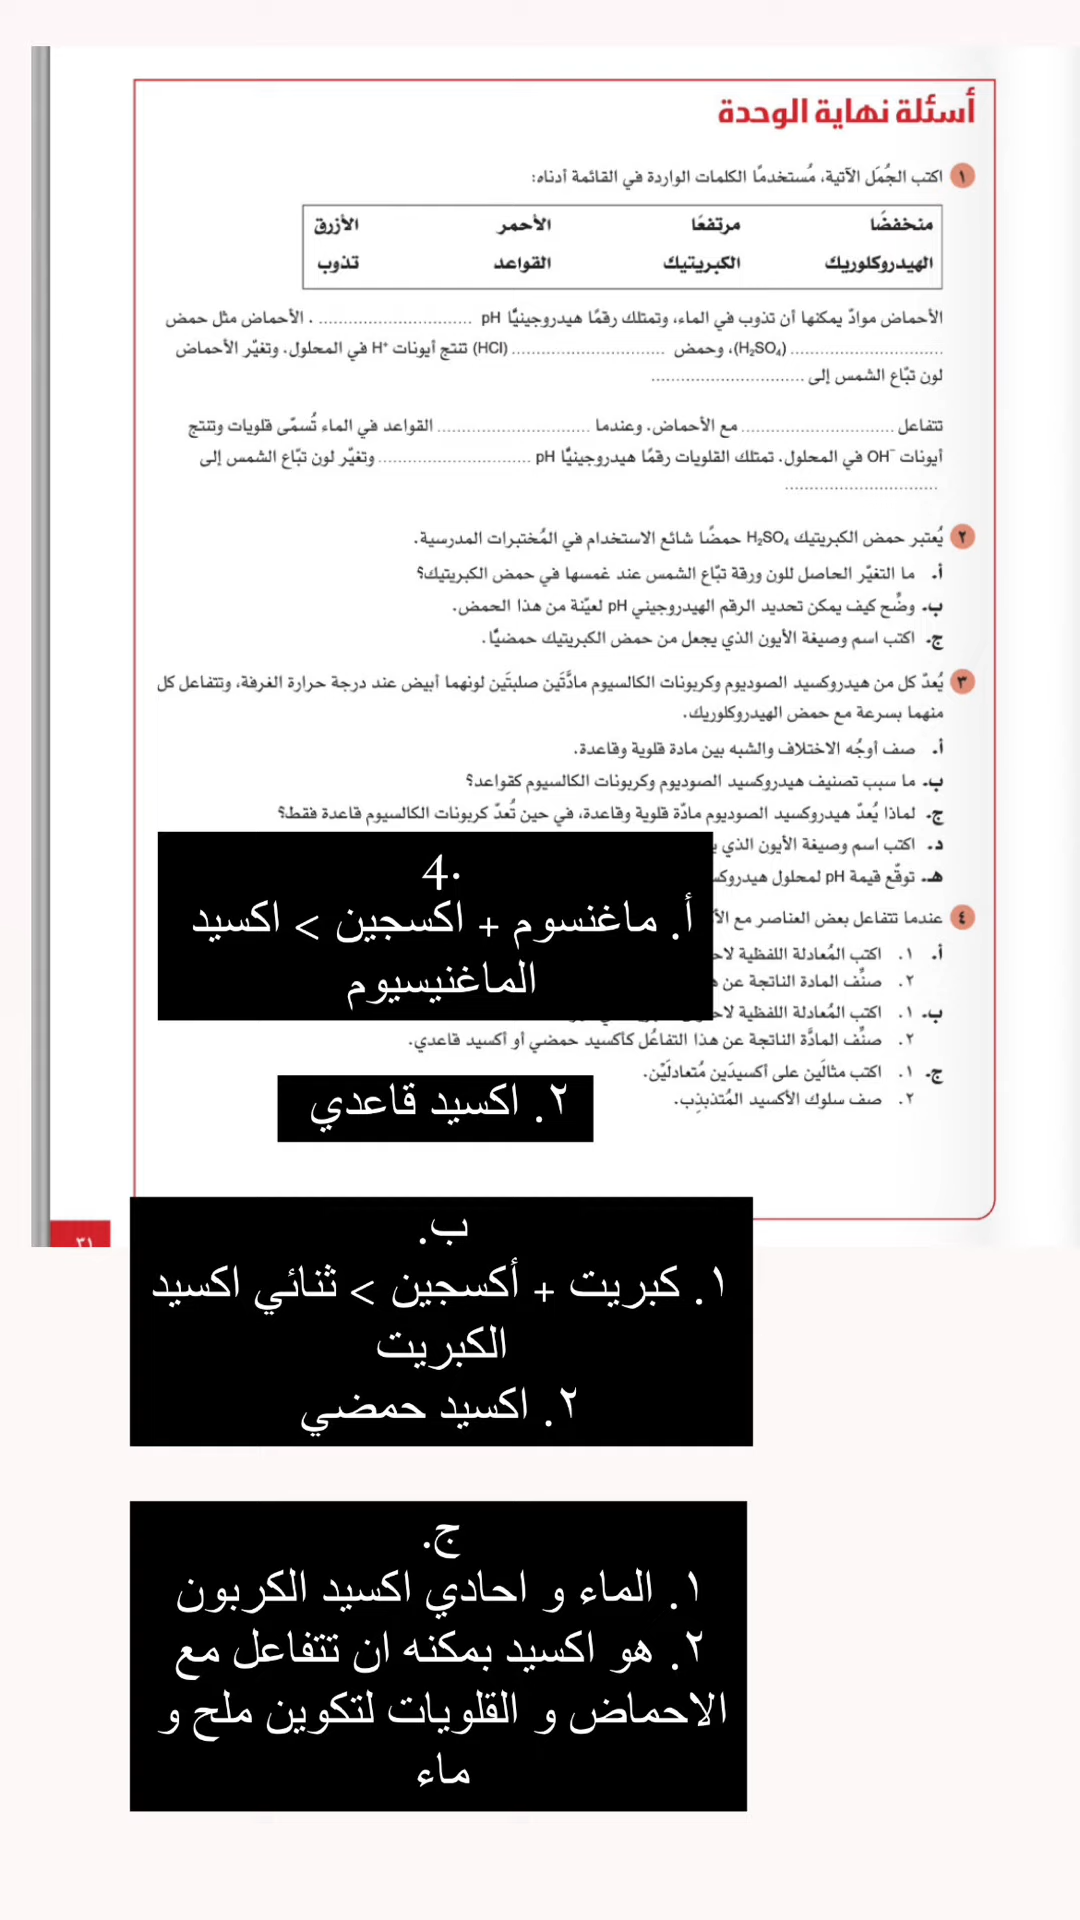 أسئلة نهاية الوحدة
١ اكتب الجُمَل الآتية، مُستخدمًا الكلمات الواردة في القائمة أدناه:
منخفضًا مرتفعًا الأحمر الأزرق
الهيدروكلوريك الكبريتيك القواعد تذوب
الأحماض موادّ يمكنها أن تذوب في الماء، وتمتلك رقمًا هيدروجينيًّا pH ............................ . الأحماض مثل حمض
............................ (H₂SO₄)، وحمض ............................ (HCl) تنتج أيونات H⁺ في المحلول. وتغيّر الأحماض
لون تبّاع الشمس إلى ............................
تتفاعل ............................ مع الأحماض. وعندما ............................ القواعد في الماء تُسمّى قلويات وتنتج
أيونات OH⁻ في المحلول. تمتلك القلويات رقمًا هيدروجينيًّا pH ............................ وتغيّر لون تبّاع الشمس إلى
............................
٢ يُعتبر حمض الكبريتيك H₂SO₄ حمضًا شائع الاستخدام في المُختبرات المدرسية.
أ. ما التغيّر الحاصل للون ورقة تبّاع الشمس عند غمسها في حمض الكبريتيك؟
ب. وضِّح كيف يمكن تحديد الرقم الهيدروجيني pH لعيّنة من هذا الحمض.
ج. اكتب اسم وصيغة الأيون الذي يجعل من حمض الكبريتيك حمضيًّا.
٣ يُعدّ كل من هيدروكسيد الصوديوم وكربونات الكالسيوم مادَّتَين صلبتَين لونهما أبيض عند درجة حرارة الغرفة، وتتفاعل كل
منهما بسرعة مع حمض الهيدروكلوريك.
أ. صف أوجُه الاختلاف والشبه بين مادة قلوية وقاعدة.
ب. ما سبب تصنيف هيدروكسيد الصوديوم وكربونات الكالسيوم كقواعد؟
ج. لماذا يُعدّ هيدروكسيد الصوديوم مادّة قلوية وقاعدة، في حين تُعدّ كربونات الكالسيوم قاعدة فقط؟
د. اكتب اسم وصيغة الأيون الذي
هـ. توقّع قيمة pH لمحلول
٤ عندما تتفاعل بعض العناصر مع
أ. ١. اكتب المُعادلة اللفظية
٢. صنِّف المادة الناتجة عن
ب. ١. اكتب المُعادلة اللفظية
٢. صنِّف المادَّة الناتجة عن هذا التفاعُل كأكسيد حمضي أو أكسيد قاعدي.
ج. ١. اكتب مثالَين على أكسيدَين مُتعادلَيْن.
٢. صف سلوك الأكسيد المُتذبذِب.
4.
أ. ماغنسوم + اكسجين > اكسيد
الماغنيسيوم
٢. اكسيد قاعدي
ب.
١. كبريت + أكسجين > ثنائي اكسيد
الكبريت
٢. اكسيد حمضي
ج.
١. الماء و احادي اكسيد الكربون
٢. هو اكسيد بمكنه ان تتفاعل مع
الاحماض و القلويات لتكوين ملح و
ماء